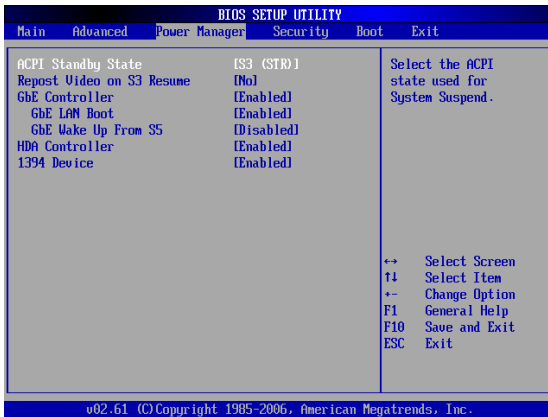 BIOS SETUP UTILITY
Main Advanced Power Manager Security Boot Exit
ACPI Standby State [S3 (STR)]
Repost Video on S3 Resume [No]
GbE Controller [Enabled]
GbE LAN Boot [Enabled]
GbE Wake Up From S5 [Disabled]
HDA Controller [Enabled]
1394 Device [Enabled]
Select the ACPI
state used for
System Suspend.
↔ Select Screen
↑↓ Select Item
+- Change Option
F1 General Help
F10 Save and Exit
ESC Exit
v02.61 (C)Copyright 1985-2006, American Megatrends, Inc.